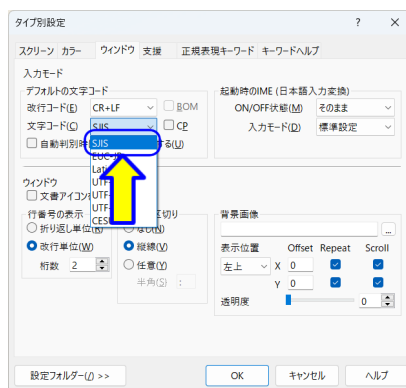 タイプ別設定 ? ×
スクリーン カラー ウィンドウ 支援 正規表現キーワード キーワードヘルプ
入力モード
デフォルトの文字コード
改行コード(E) CR+LF BOM
文字コード(C) SJIS CP
自動判別時 する(U)
SJIS
EUC-
Lati
UTF-
UTF-
UTF-
CES
起動時のIME (日本語入力変換)
ON/OFF状態(M) そのまま
入力モード(D) 標準設定
ウィンドウ
文書アイコン
行番号の表示
折り返し単位(R)
改行単位(W)
桁数 2
区切り
なし(N)
縦線(V)
任意(Y)
半角(S) :
背景画像
...
表示位置 Offset Repeat Scroll
左上 X 0
Y 0
透明度 0
設定フォルダー(/) >> OK キャンセル ヘルプ